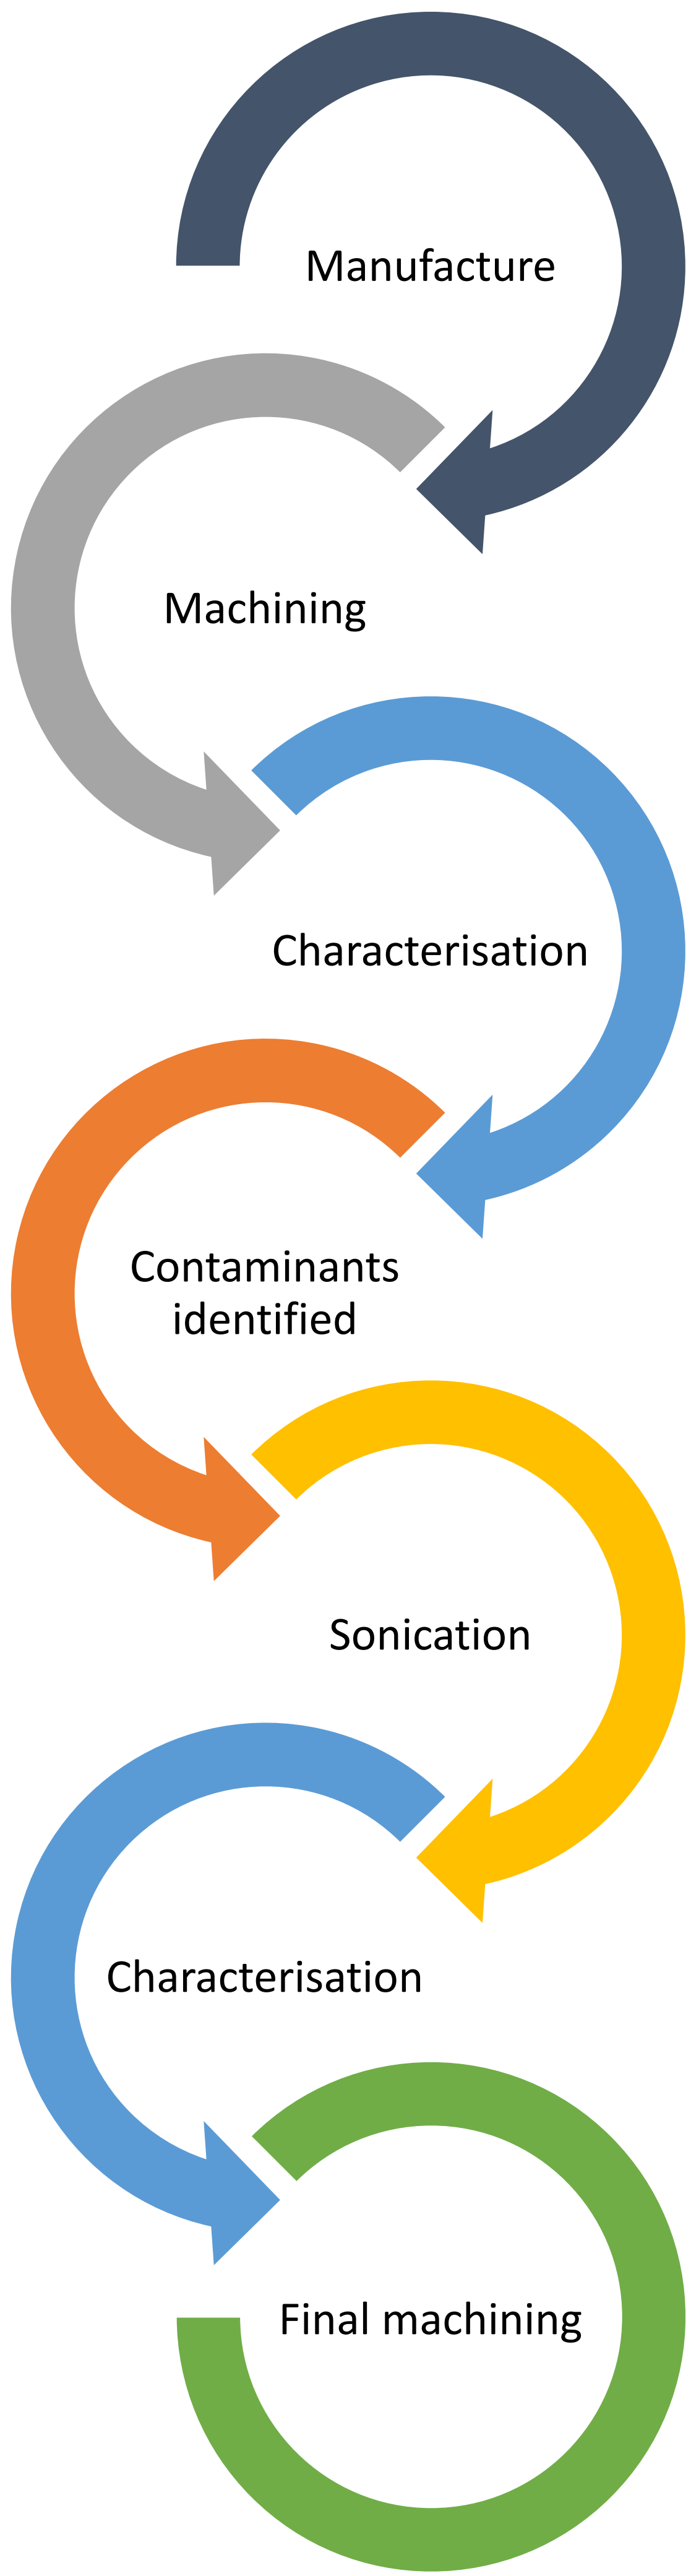 Manufacture
Machining
Characterisation
Contaminants
identified
Sonication
Characterisation
Final machining